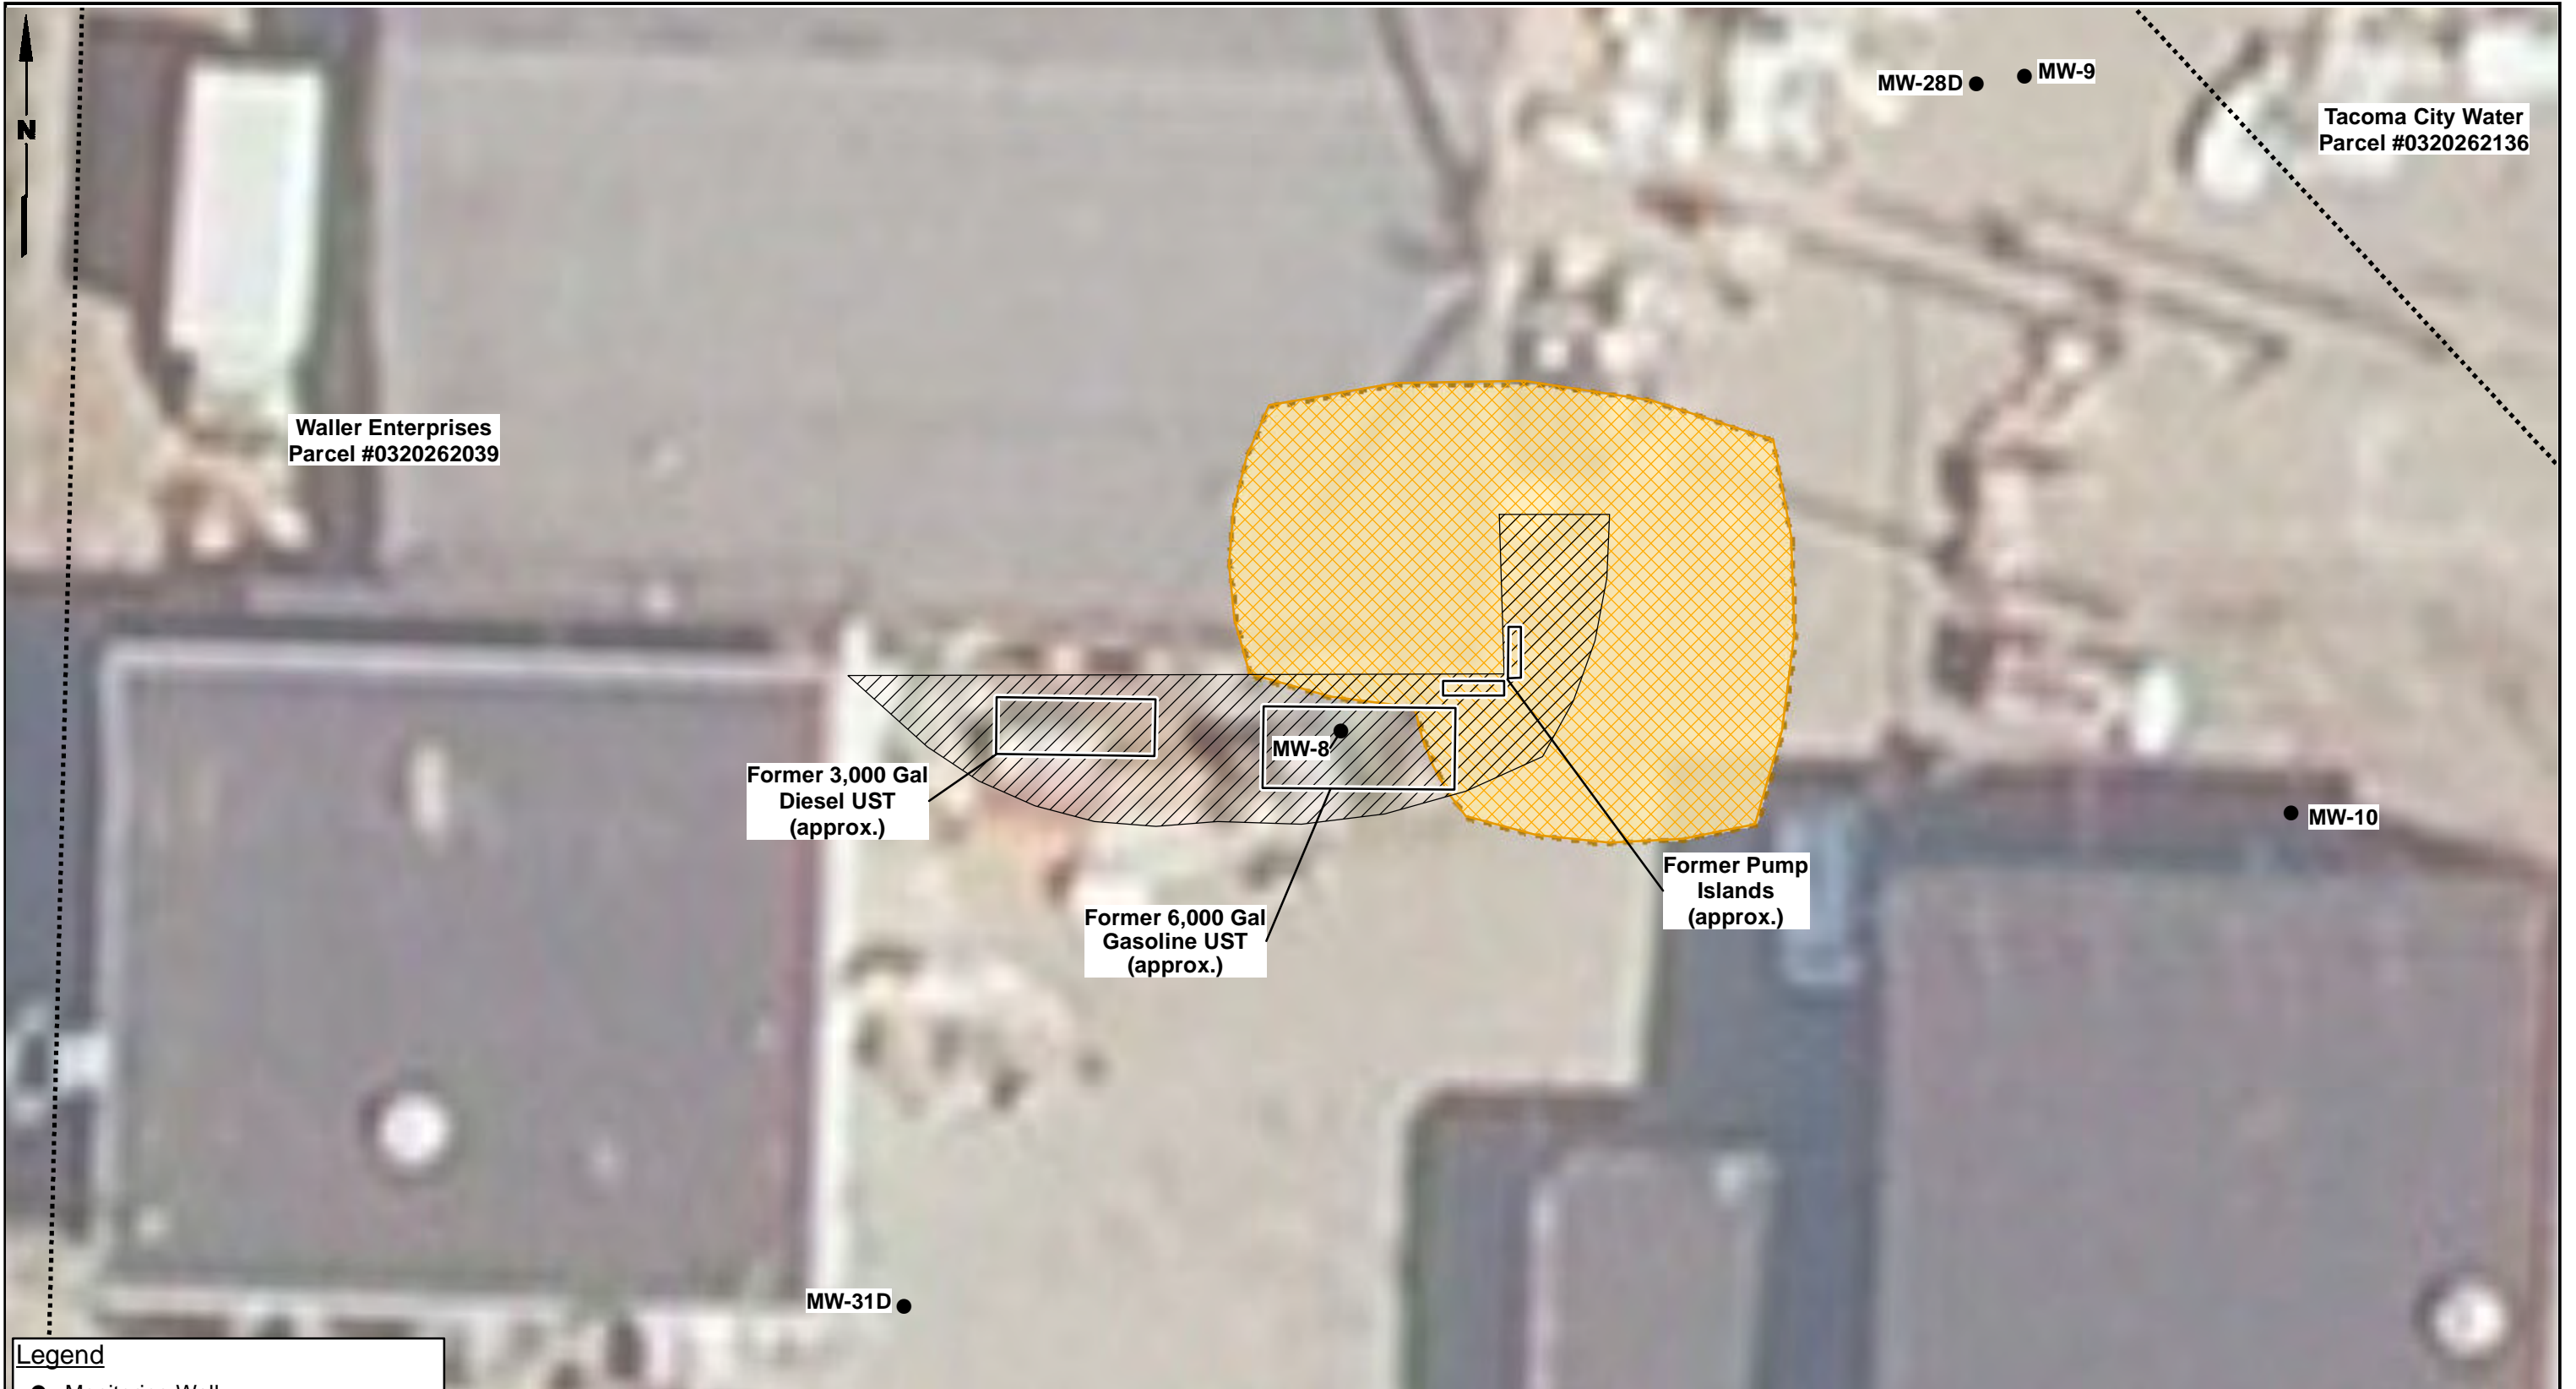 N
MW-28D
MW-9
Tacoma City Water
Parcel #0320262136
Waller Enterprises
Parcel #0320262039
MW-8
Former 3,000 Gal
Diesel UST
(approx.)
MW-10
Former Pump
Islands
(approx.)
Former 6,000 Gal
Gasoline UST
(approx.)
MW-31D
Legend
Monitoring Well